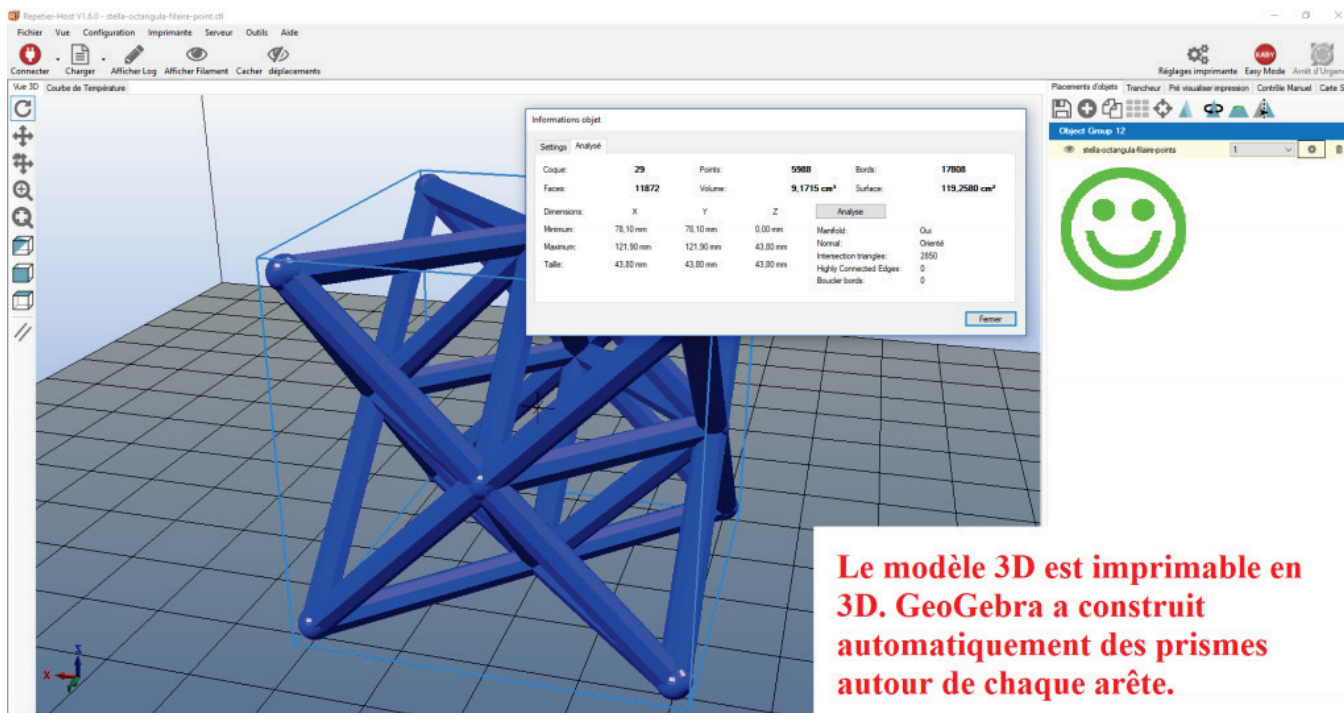 Repetier-Host V1.6.0 - stella-octangula-filaire-point.stl
Fichier Vue Configuration Imprimante Serveur Outils Aide
Connecter Charger Afficher Log Afficher Filament Cacher déplacements Réglages imprimante Easy Mode Arrêt d'Urgenc
EASY
Vue 3D Courbe de Température
Placements d'objets Trancheur Pré visualiser impression Contrôle Manuel Carte S
Object Group 12
stella-octangula-filaire-points 1
Informations objet
Settings Analysé
Coque: 29 Points: 5988 Bords: 17808
Faces: 11872 Volume: 9,1715 cm³ Surface: 119,2580 cm²
Dimensions: X Y Z Analyse
Minimum: 78,10 mm 78,10 mm 0,00 mm Manifold: Oui
Maximum: 121,90 mm 121,90 mm 43,80 mm Normal: Orienté
Taille: 43,80 mm 43,80 mm 43,80 mm Intersection triangles: 2850
Highly Connected Edges: 0
Boucler bords: 0
Fermer
Le modèle 3D est imprimable en
3D. GeoGebra a construit
automatiquement des prismes
autour de chaque arête.
Z
X